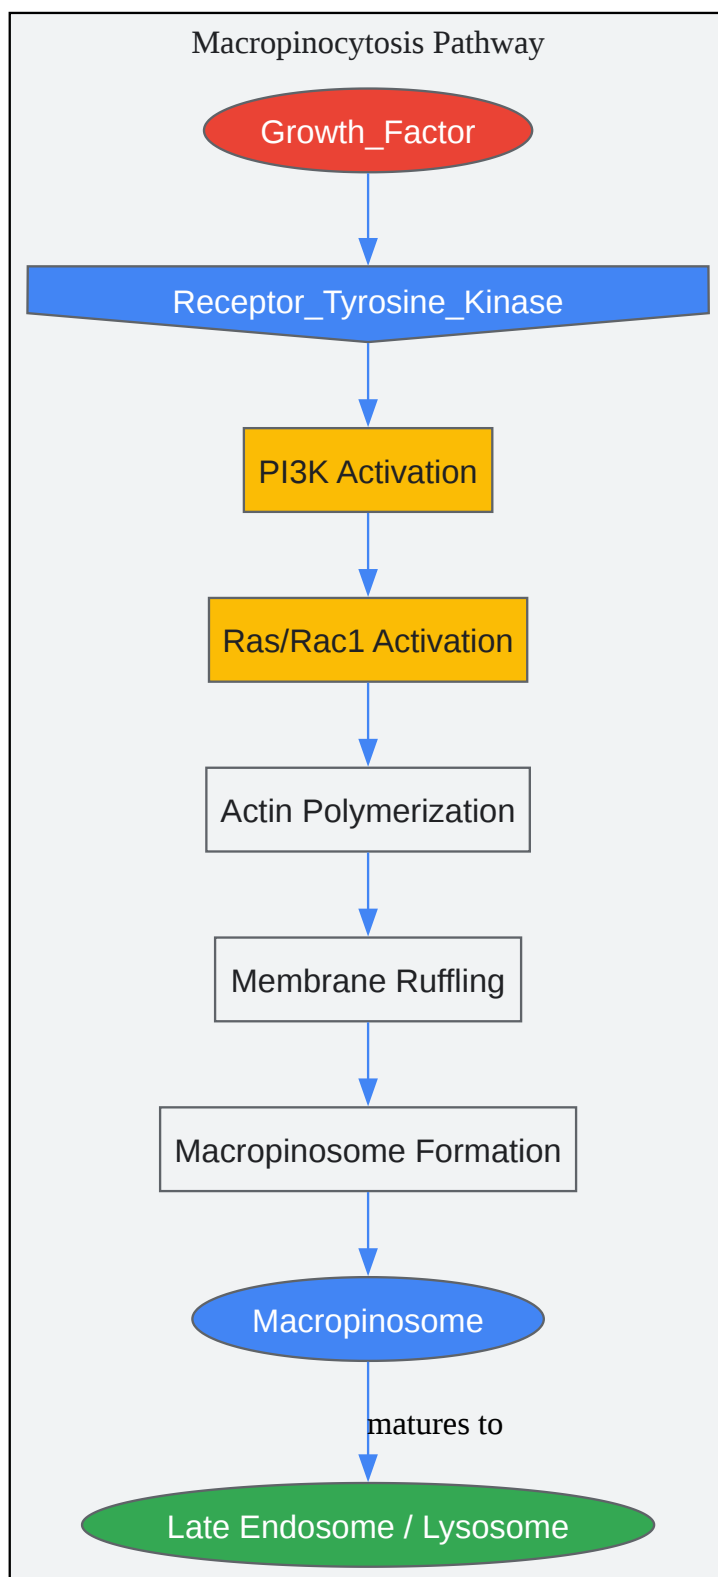 Macropinocytosis Pathway
Growth_Factor
Receptor_Tyrosine_Kinase
PI3K Activation
Ras/Rac1 Activation
Actin Polymerization
Membrane Ruffling
Macropinosome Formation
Macropinosome
matures to
Late Endosome / Lysosome